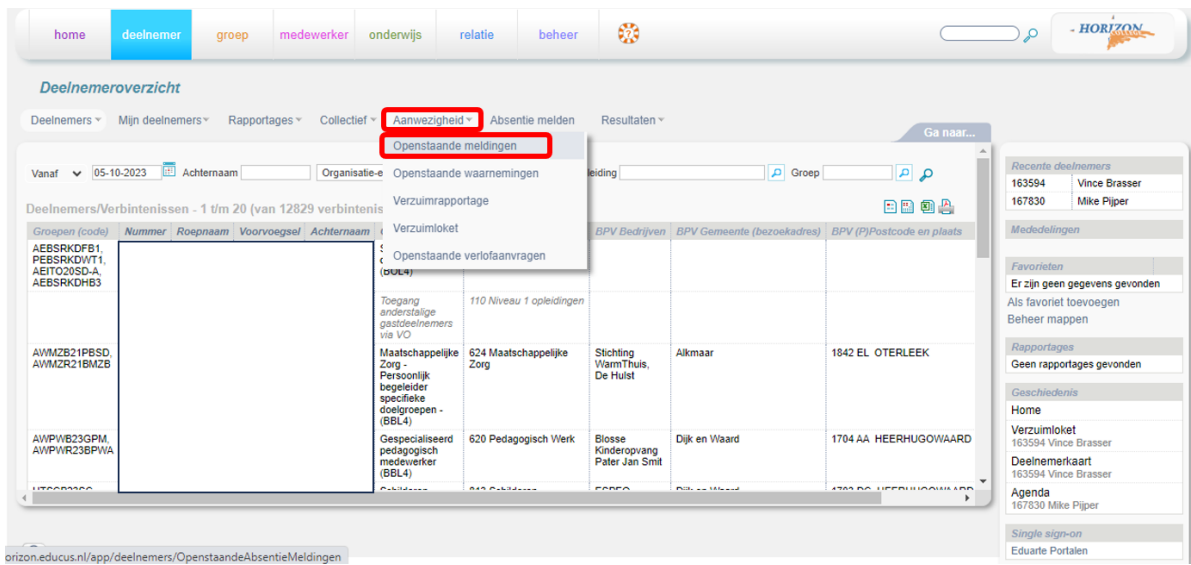 home deelnemer groep medewerker onderwijs relatie beheer
HORIZON
COLLEGE
Deelnemeroverzicht
Deelnemers Mijn deelnemers Rapportages Collectief Aanwezigheid Absentie melden Resultaten
Ga naar...
Openstaande meldingen
Openstaande waarnemingen
Verzuimrapportage
Verzuimloket
Openstaande verlofaanvragen
Vanaf 05-10-2023 Achternaam Organisatie-e leiding Groep
Deelnemers/Verbintenissen - 1 t/m 20 (van 12829 verbintenis
Groepen (code) Nummer Roepnaam Voorvoegsel Achternaam BPV Bedrijven BPV Gemeente (bezoekadres) BPV (P)Postcode en plaats
AEBSRKDFB1,
PEBSRKDWT1,
AEITO20SD-A,
AEBSRKDHB3
(BOL4)
Toegang
anderstalige
gastdeelnemers
via VO
110 Niveau 1 opleidingen
AWMZB21PBSD,
AWMZR21BMZB
Maatschappelijke
Zorg -
Persoonlijk
begeleider
specifieke
doelgroepen -
(BBL4)
624 Maatschappelijke
Zorg
Stichting
WarmThuis,
De Hulst
Alkmaar
1842 EL OTERLEEK
AWPWB23GPM,
AWPWR23BPWA
Gespecialiseerd
pedagogisch
medewerker
(BBL4)
620 Pedagogisch Werk
Blosse
Kinderopvang
Pater Jan Smit
Dijk en Waard
1704 AA HEERHUGOWAARD
Recente deelnemers
163594 Vince Brasser
167830 Mike Pijper
Mededelingen
Favorieten
Er zijn geen gegevens gevonden
Als favoriet toevoegen
Beheer mappen
Rapportages
Geen rapportages gevonden
Geschiedenis
Home
Verzuimloket
163594 Vince Brasser
Deelnemerkaart
163594 Vince Brasser
Agenda
167830 Mike Pijper
Single sign-on
Eduarte Portalen
orizon.educus.nl/app/deelnemers/OpenstaandeAbsentieMeldingen